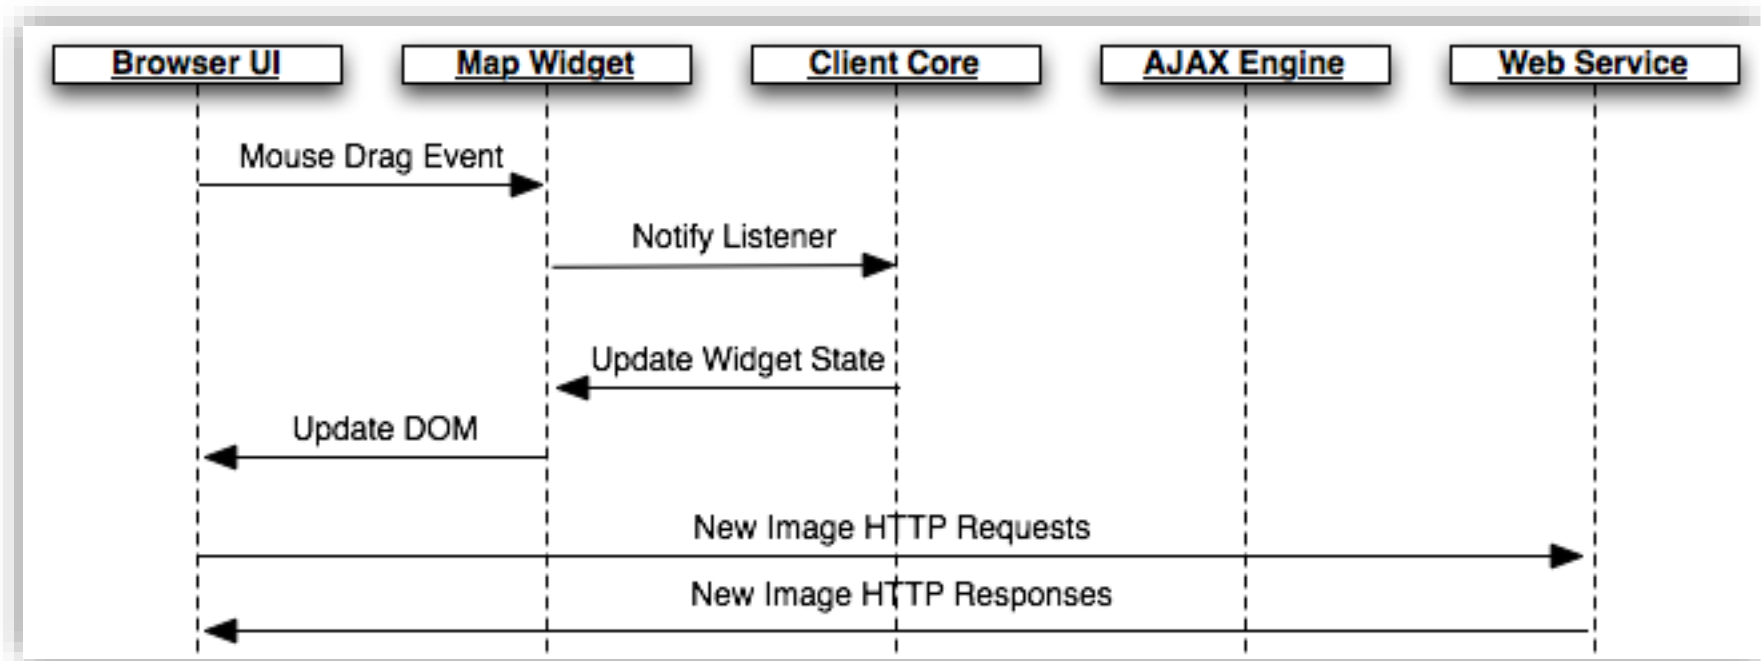 Browser UI
Map Widget
Client Core
AJAX Engine
Web Service
Mouse Drag Event
Notify Listener
Update Widget State
Update DOM
New Image HTTP Requests
New Image HTTP Responses